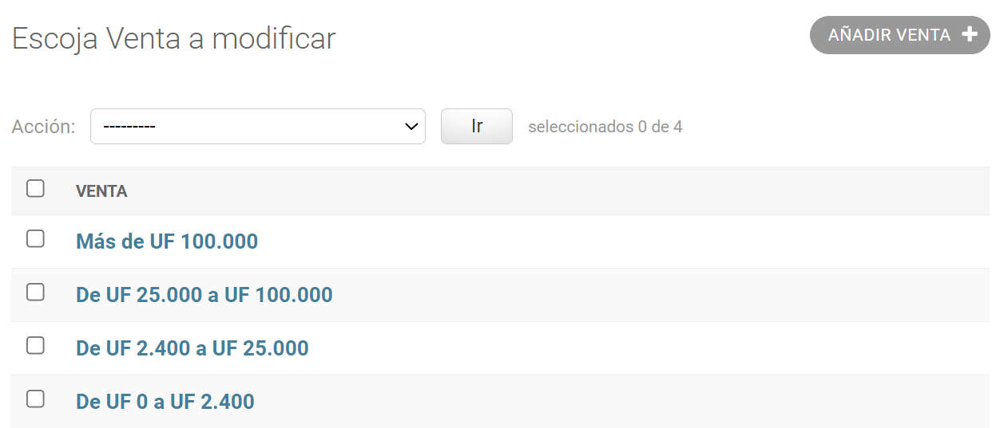 Escoja Venta a modificar
AÑADIR VENTA
Acción: --------- Ir seleccionados 0 de 4
VENTA
Más de UF 100.000
De UF 25.000 a UF 100.000
De UF 2.400 a UF 25.000
De UF 0 a UF 2.400